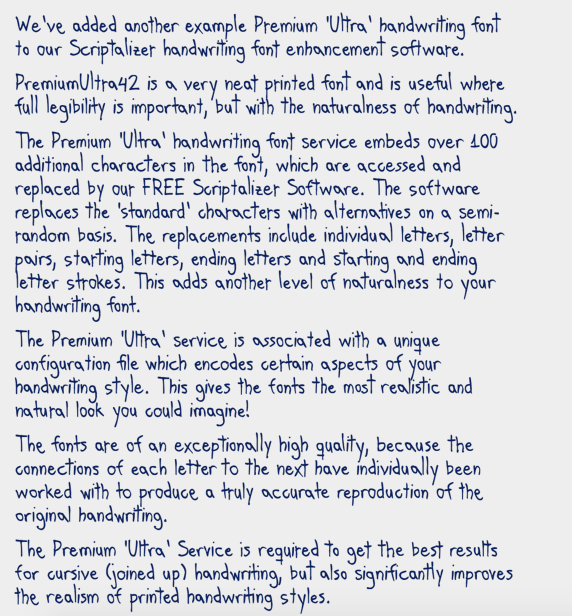 We've added another example Premium 'Ultra' handwriting font
to our Scriptalizer handwriting font enhancement software.
PremiumUltra42 is a very neat printed font and is useful where
full legibility is important, but with the naturalness of handwriting.
The Premium 'Ultra' handwriting font service embeds over 100
additional characters in the font, which are accessed and
replaced by our FREE Scriptalizer Software. The software
replaces the 'standard' characters with alternatives on a semi-
random basis. The replacements include individual letters, letter
pairs, starting letters, ending letters and starting and ending
letter strokes. This adds another level of naturalness to your
handwriting font.
The Premium 'Ultra' service is associated with a unique
configuration file which encodes certain aspects of your
handwriting style. This gives the fonts the most realistic and
natural look you could imagine!
The fonts are of an exceptionally high quality, because the
connections of each letter to the next have individually been
worked with to produce a truly accurate reproduction of the
original handwriting.
The Premium 'Ultra' Service is required to get the best results
for cursive (joined up) handwriting, but also significantly improves
the realism of printed handwriting styles.